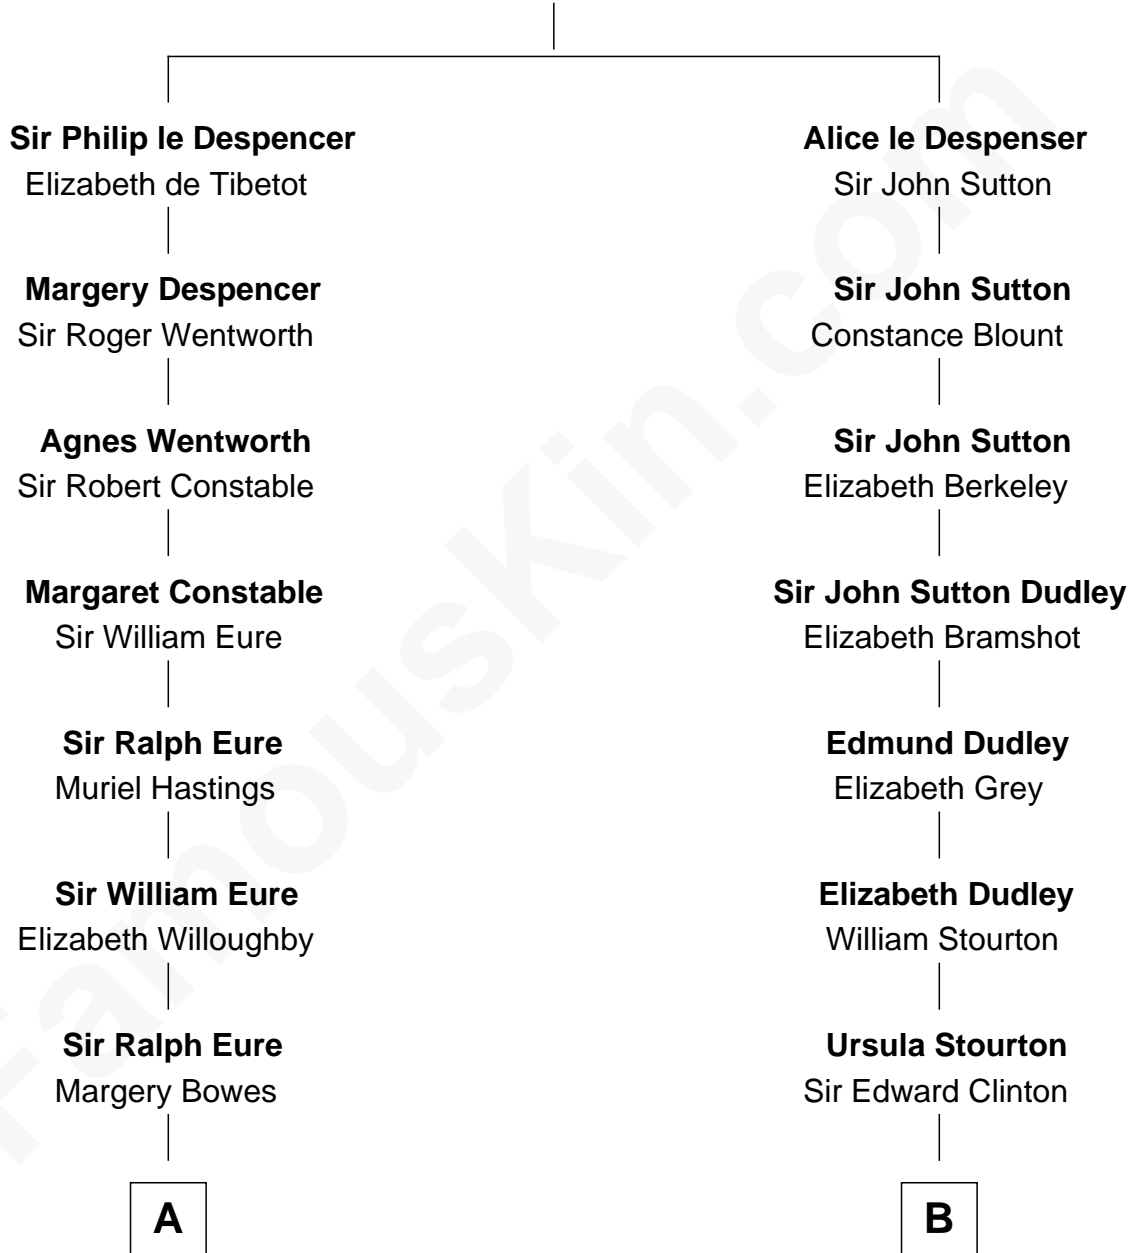 Sir Philip le Despencer
Elizabeth de Tibetot
Margery Despencer
Sir Roger Wentworth
Agnes Wentworth
Sir Robert Constable
Margaret Constable
Sir William Eure
Sir Ralph Eure
Muriel Hastings
Sir William Eure
Elizabeth Willoughby
Sir Ralph Eure
Margery Bowes
A
Alice le Despenser
Sir John Sutton
Sir John Sutton
Constance Blount
Sir John Sutton
Elizabeth Berkeley
Sir John Sutton Dudley
Elizabeth Bramshot
Edmund Dudley
Elizabeth Grey
Elizabeth Dudley
William Stourton
Ursula Stourton
Sir Edward Clinton
B
FamousKin.com